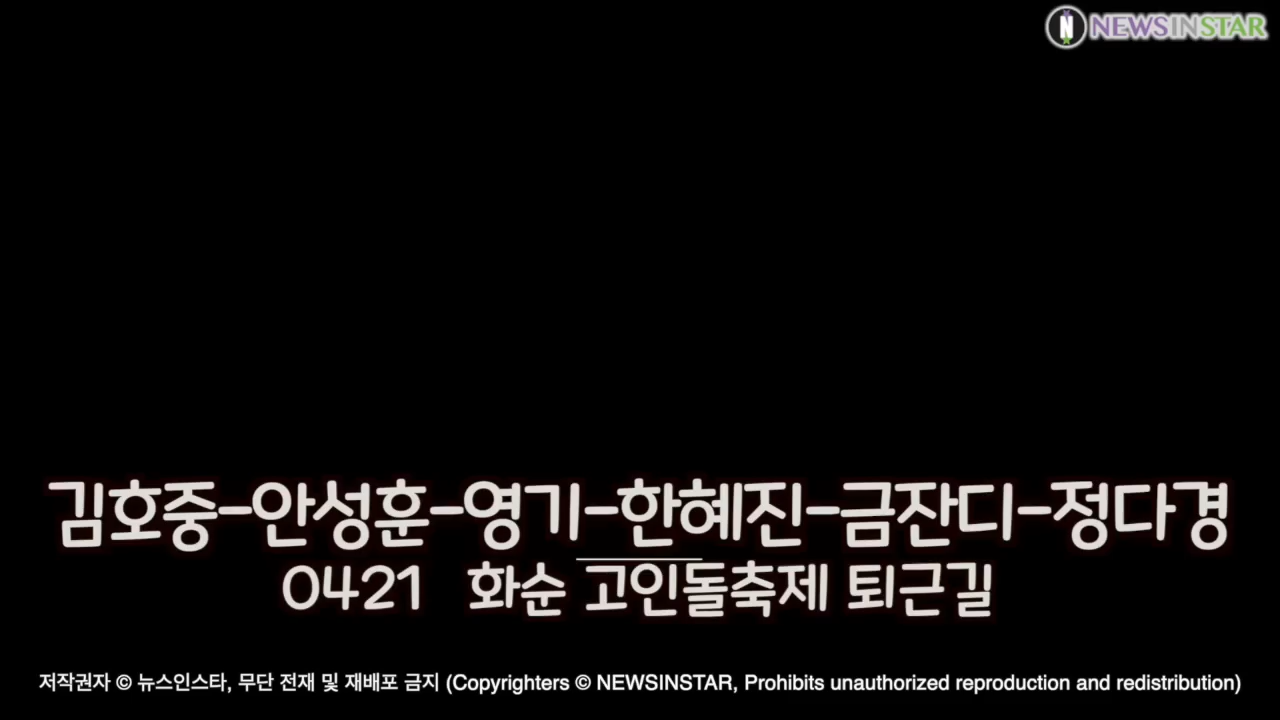 NEWSINSTAR
김호중-안성훈-영기-한혜진-금잔디-정다경
0421 화순 고인돌축제 퇴근길
저작권자 © 뉴스인스타, 무단 전재 및 재배포 금지 (Copyrighters © NEWSINSTAR, Prohibits unauthorized reproduction and redistribution)